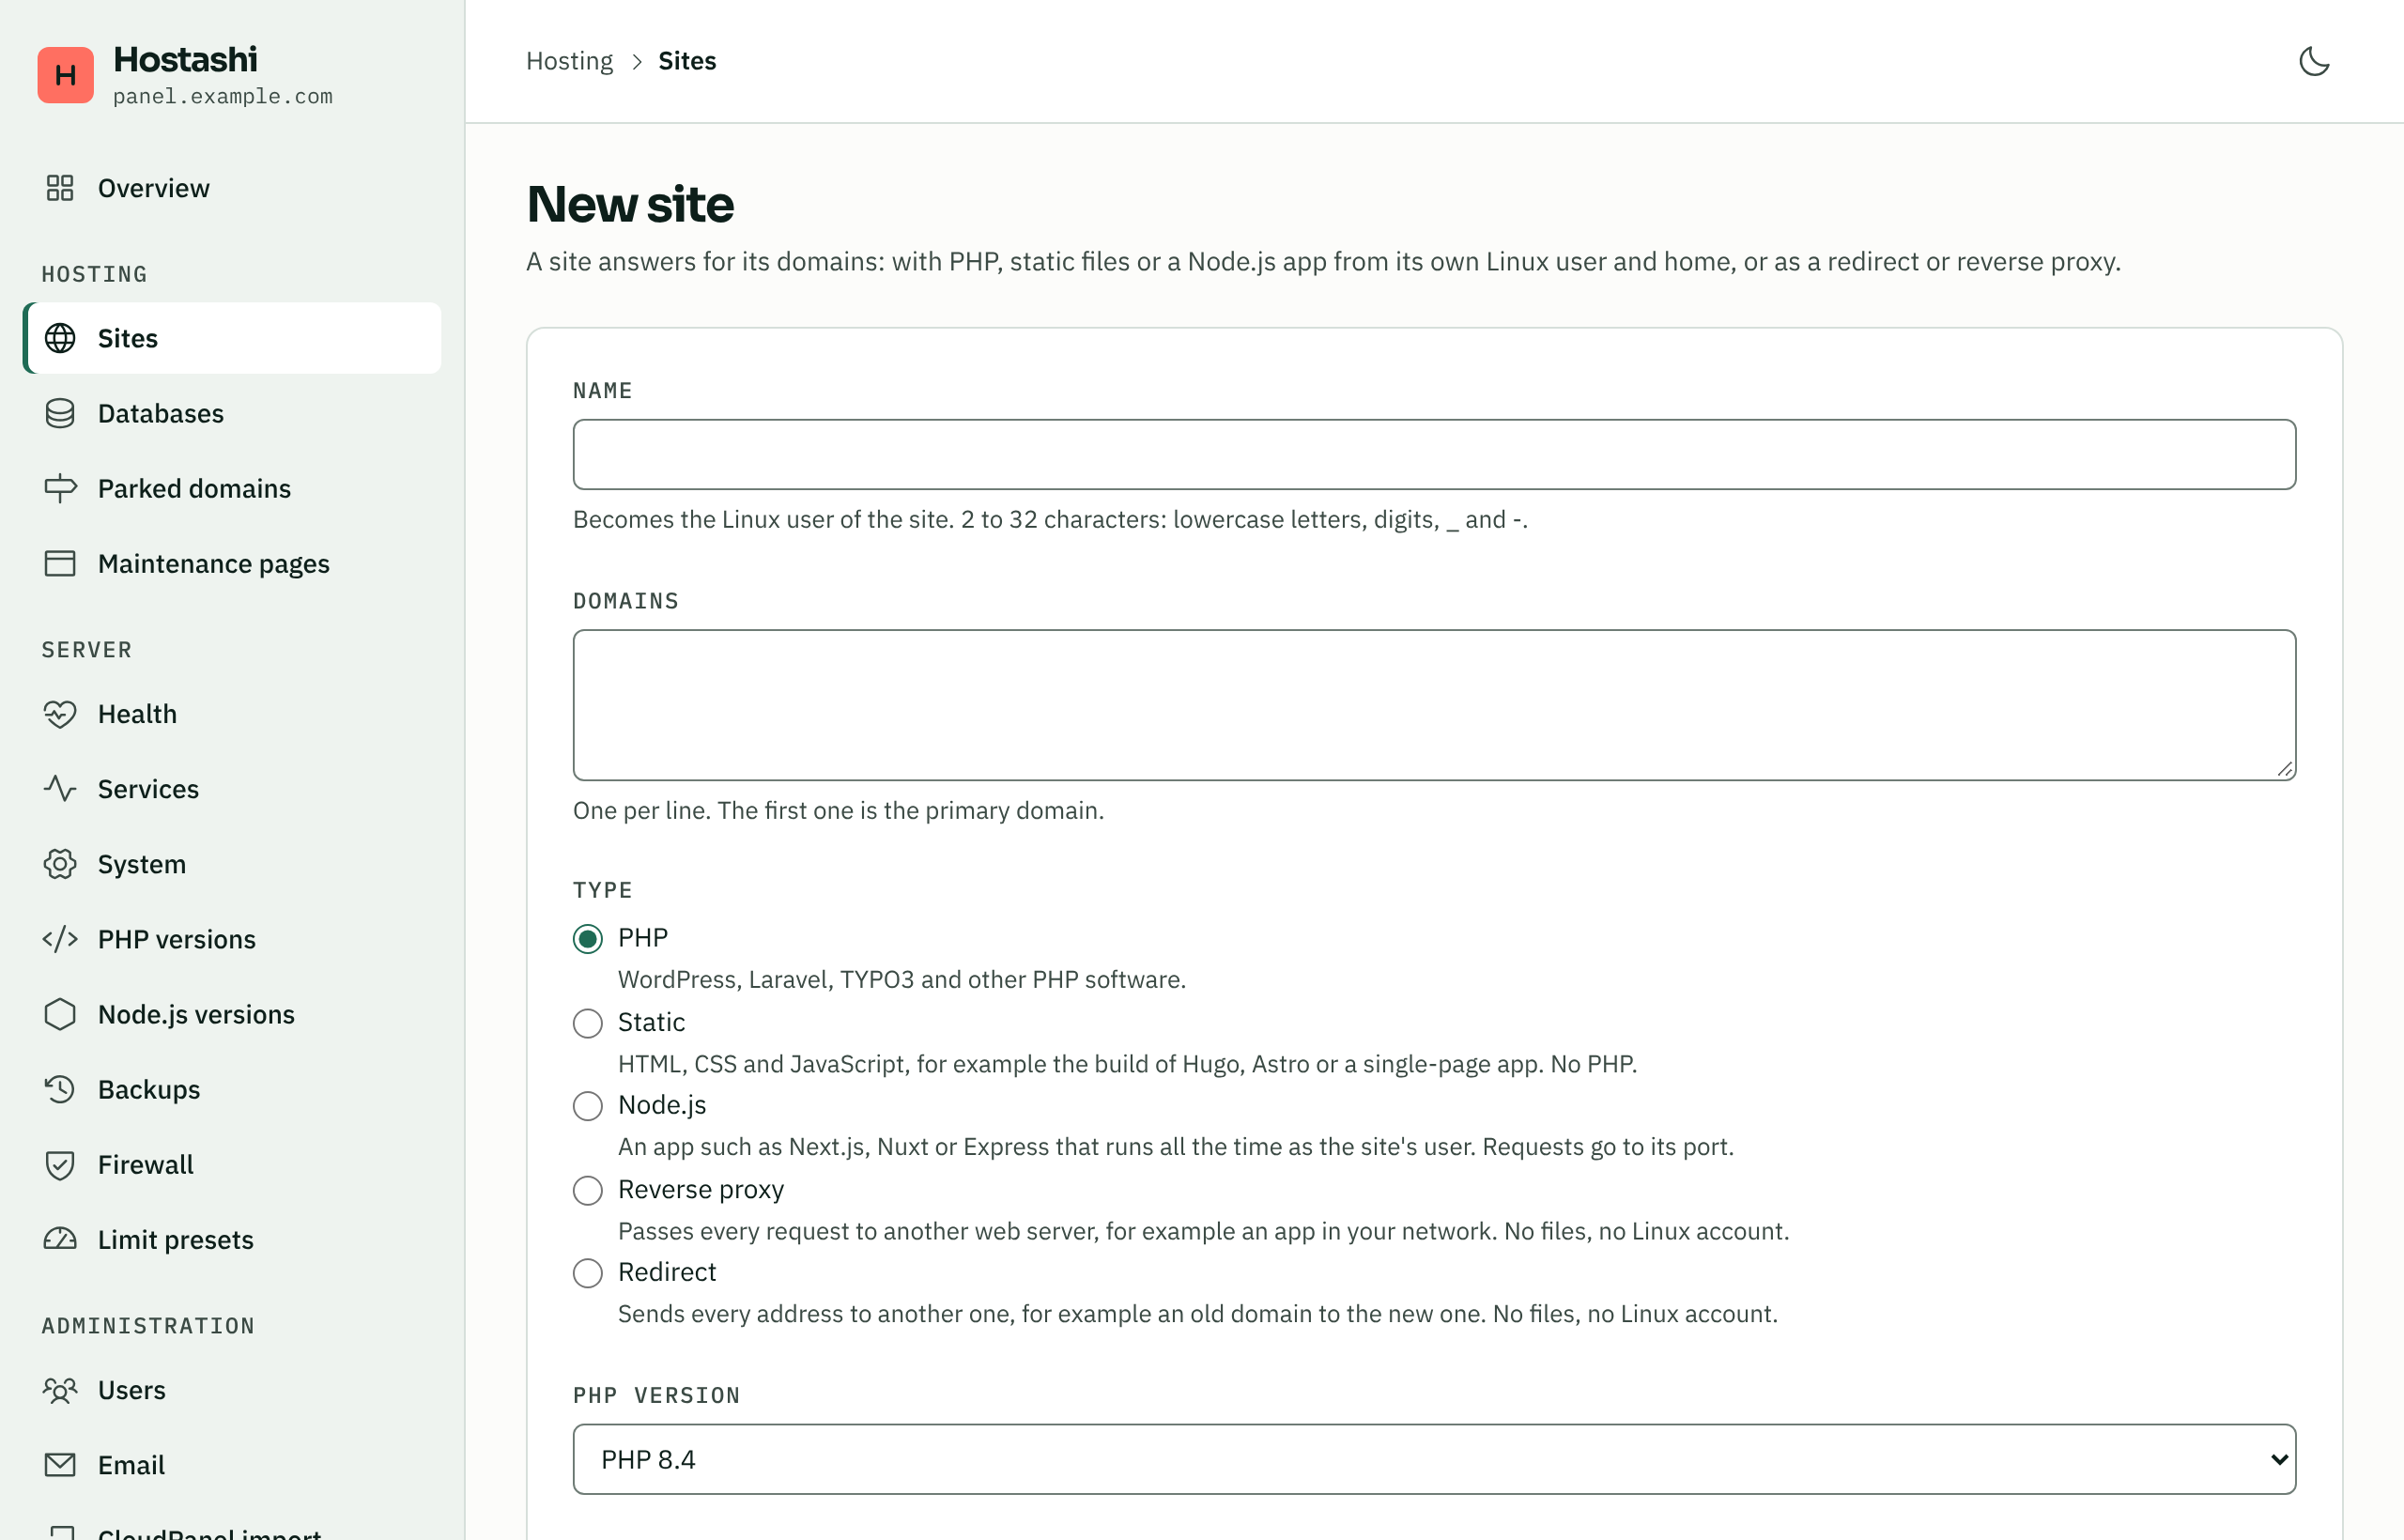 H
Hostashi
panel.example.com
Overview
HOSTING
Sites
Databases
Parked domains
Maintenance pages
SERVER
Health
Services
System
PHP versions
Node.js versions
Backups
Firewall
Limit presets
ADMINISTRATION
Users
Email
CloudPanel import
Hosting > Sites
New site
A site answers for its domains: with PHP, static files or a Node.js app from its own Linux user and home, or as a redirect or reverse proxy.
NAME
Becomes the Linux user of the site. 2 to 32 characters: lowercase letters, digits, _ and -.
DOMAINS
One per line. The first one is the primary domain.
TYPE
PHP
WordPress, Laravel, TYPO3 and other PHP software.
Static
HTML, CSS and JavaScript, for example the build of Hugo, Astro or a single-page app. No PHP.
Node.js
An app such as Next.js, Nuxt or Express that runs all the time as the site's user. Requests go to its port.
Reverse proxy
Passes every request to another web server, for example an app in your network. No files, no Linux account.
Redirect
Sends every address to another one, for example an old domain to the new one. No files, no Linux account.
PHP VERSION
PHP 8.4